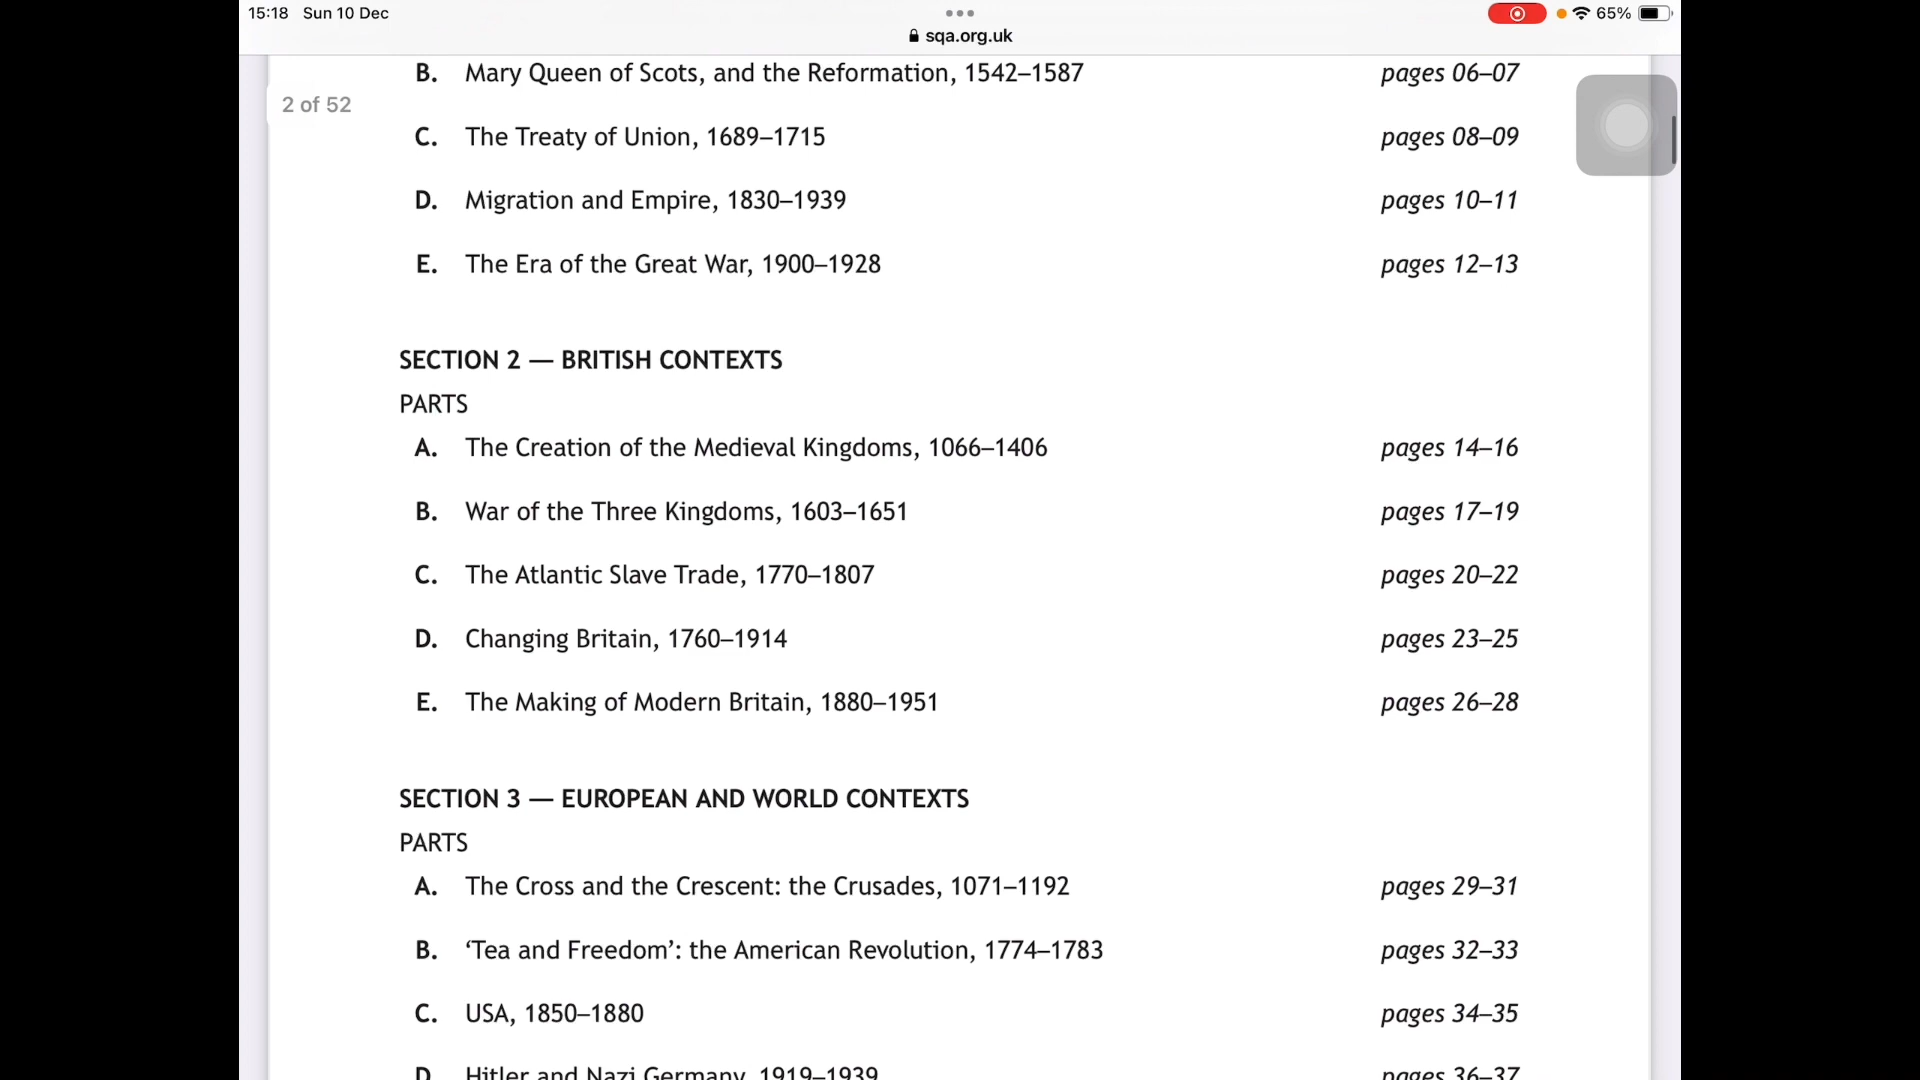 15:18 Sun 10 Dec
65%
sqa.org.uk
2 of 52
B. Mary Queen of Scots, and the Reformation, 1542–1587 pages 06–07
C. The Treaty of Union, 1689–1715 pages 08–09
D. Migration and Empire, 1830–1939 pages 10–11
E. The Era of the Great War, 1900–1928 pages 12–13
SECTION 2 — BRITISH CONTEXTS
PARTS
A. The Creation of the Medieval Kingdoms, 1066–1406 pages 14–16
B. War of the Three Kingdoms, 1603–1651 pages 17–19
C. The Atlantic Slave Trade, 1770–1807 pages 20–22
D. Changing Britain, 1760–1914 pages 23–25
E. The Making of Modern Britain, 1880–1951 pages 26–28
SECTION 3 — EUROPEAN AND WORLD CONTEXTS
PARTS
A. The Cross and the Crescent: the Crusades, 1071–1192 pages 29–31
B. ‘Tea and Freedom’: the American Revolution, 1774–1783 pages 32–33
C. USA, 1850–1880 pages 34–35
D. Hitler and Nazi Germany, 1919–1939 pages 36–37